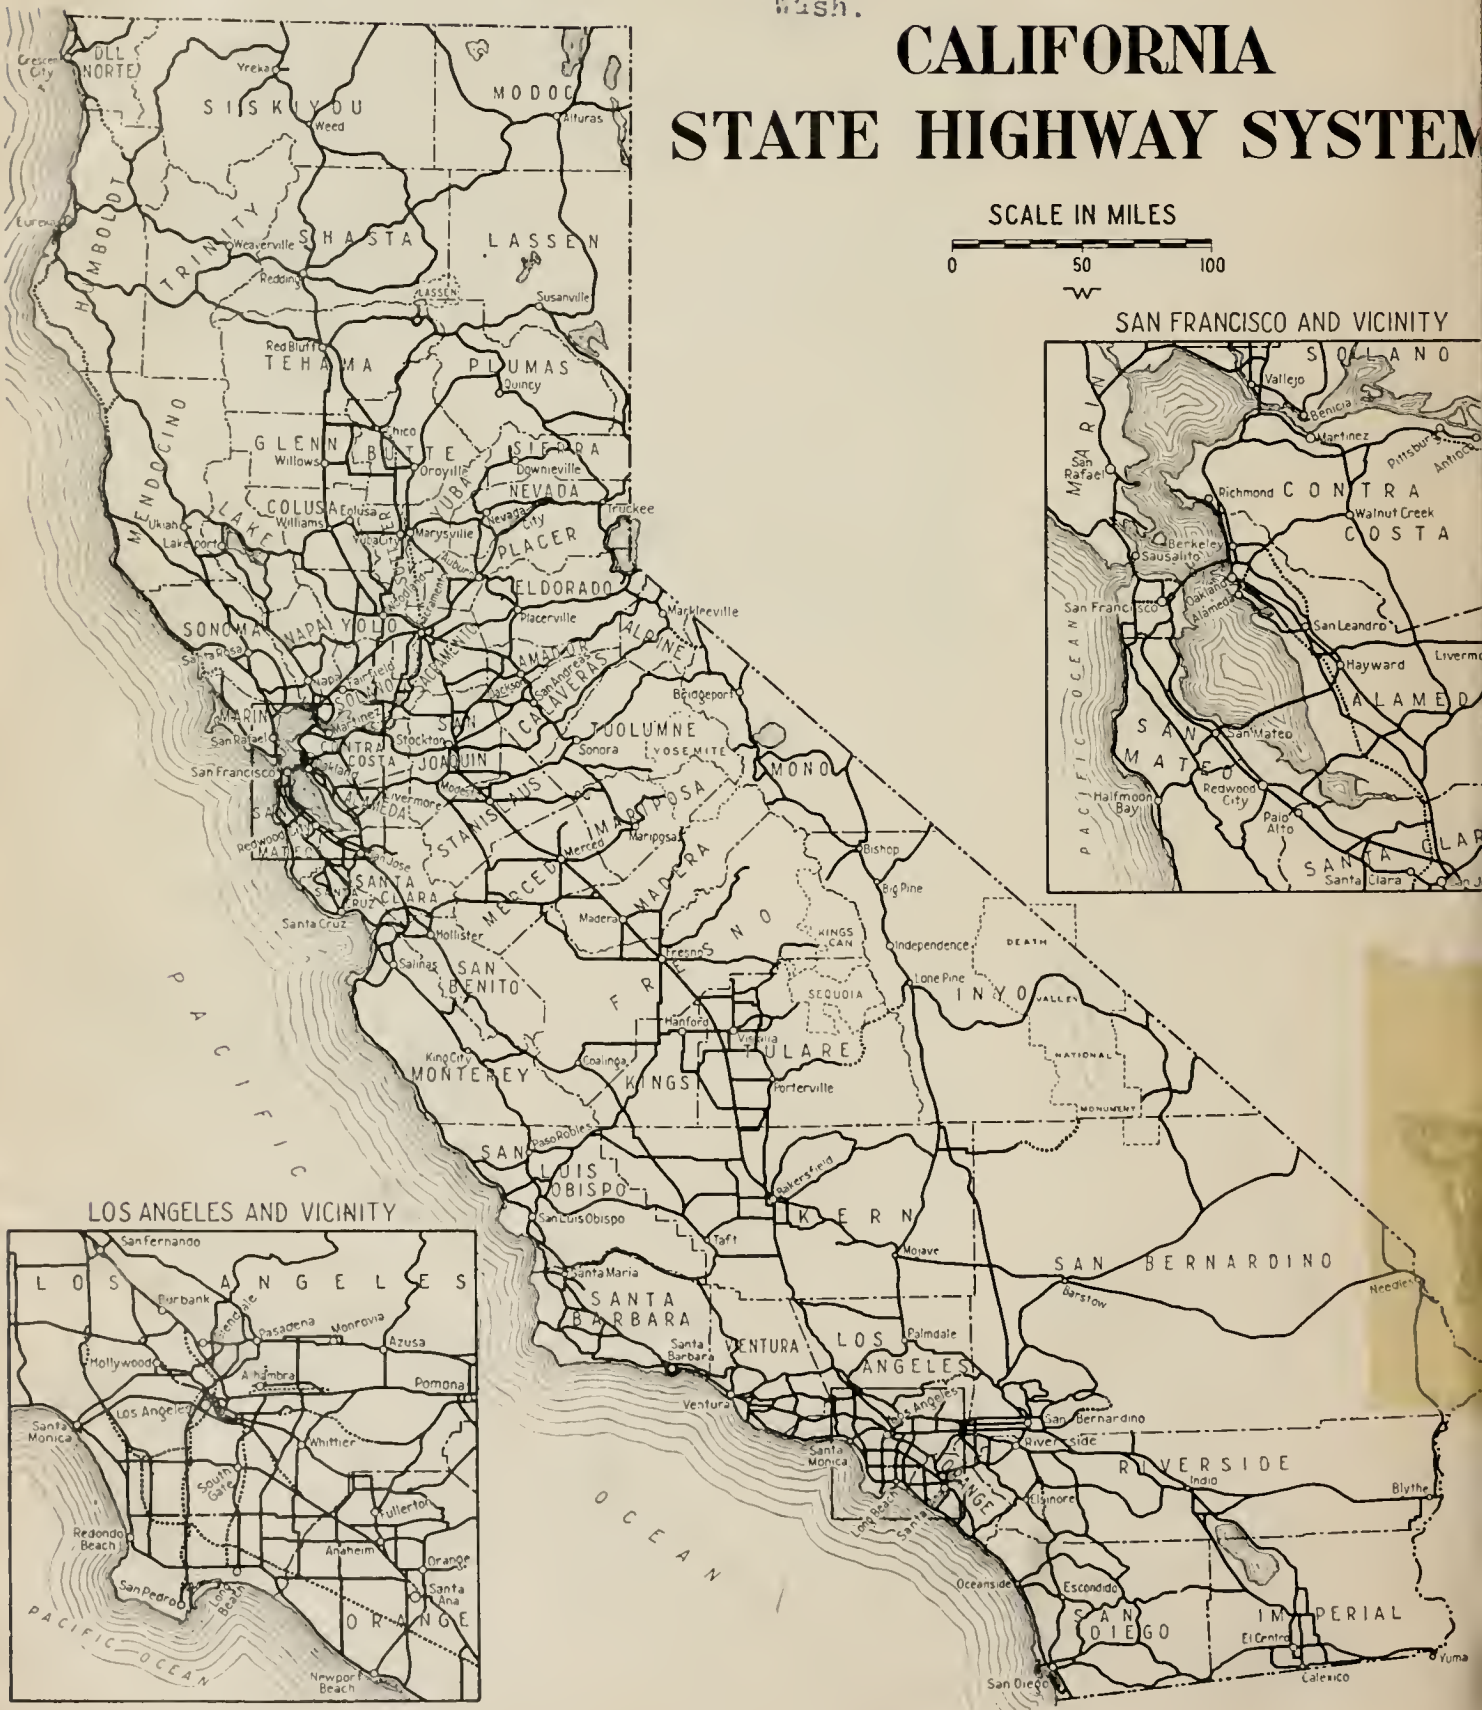 Wash.
CALIFORNIA
STATE HIGHWAY SYSTEM
SCALE IN MILES
0 50 100
Crescent City
DEL NORTE
Yreka
SISKIYOU
Weed
MODOC
Alturas
Eureka
HUMBOLDT
TRINITY
Weaverville
SHASTA
Redding
LASSEN
LASSEN
Susanville
Red Bluff
TEHAMA
PLUMAS
Quincy
MENDOCINO
GLENN
Willows
Chico
BUTTE
Oroville
SIERRA
Downieville
NEVADA
Nevada City
Truckee
YUBA
COLUSA
Colusa
Williams
Yuba City
Marysville
SUTTER
PLACER
Auburn
Ukiah
LAKE
Lakeport
ELDORADO
Placerville
Markleeville
ALPINE
Woodland
Sacramento
SACRAMENTO
SONOMA
Santa Rosa
NAPA
YOLO
Napa
Fairfield
SOLANO
AMADOR
Jackson
San Andreas
CALAVERAS
Bridgeport
MARIN
San Rafael
Martinez
CONTRA COSTA
Stockton
SAN JOAQUIN
TUOLUMNE
Sonora
YOSEMITE
MONO
San Francisco
Oakland
ALAMEDA
Livermore
Modesto
STANISLAUS
MARIPOSA
Mariposa
Redwood City
SAN MATEO
San Jose
SANTA CLARA
SANTA CRUZ
Santa Cruz
Merced
MERCED
MADERA
Madera
Bishop
Big Pine
Hollister
Salinas
SAN BENITO
Fresno
FRESNO
KINGS CAN
Independence
DEATH
VALLEY
NATIONAL
MONUMENT
Lone Pine
INYO
SEQUOIA
Hanford
Visalia
TULARE
King City
MONTEREY
Coalinga
KINGS
Porterville
Paso Robles
SAN LUIS OBISPO
San Luis Obispo
Bakersfield
KERN
Taft
Mojave
Santa Maria
SANTA BARBARA
Santa Barbara
VENTURA
Ventura
LOS ANGELES
Palmdale
Los Angeles
SAN BERNARDINO
Barstow
Needles
San Bernardino
Riverside
RIVERSIDE
Santa Monica
Long Beach
Santa
ORANGE
Elsinore
Indio
Blythe
Oceanside
Escondido
SAN DIEGO
San Diego
IMPERIAL
El Centro
Calexico
Yuma
PACIFIC
OCEAN
SAN FRANCISCO AND VICINITY
SOLANO
Vallejo
Benicia
Martinez
Pittsburg
Antioch
MARIN
San Rafael
Richmond
CONTRA COSTA
Walnut Creek
Berkeley
Sausalito
Oakland
Alameda
San Francisco
San Leandro
Hayward
Livermo
ALAMED
SAN MATEO
San Mateo
Redwood City
Halfmoon Bay
Palo Alto
SANTA CLAR
Santa Clara
San J
PACIFIC OCEAN
LOS ANGELES AND VICINITY
San Fernando
LOS ANGELES
Burbank
Glendale
Pasadena
Monrovia
Azusa
Hollywood
Alhambra
Pomona
Los Angeles
Santa Monica
Whittier
South Gate
Fullerton
Redondo Beach
Anaheim
Orange
San Pedro
Long Beach
Santa Ana
ORANGE
Newport Beach
PACIFIC OCEAN